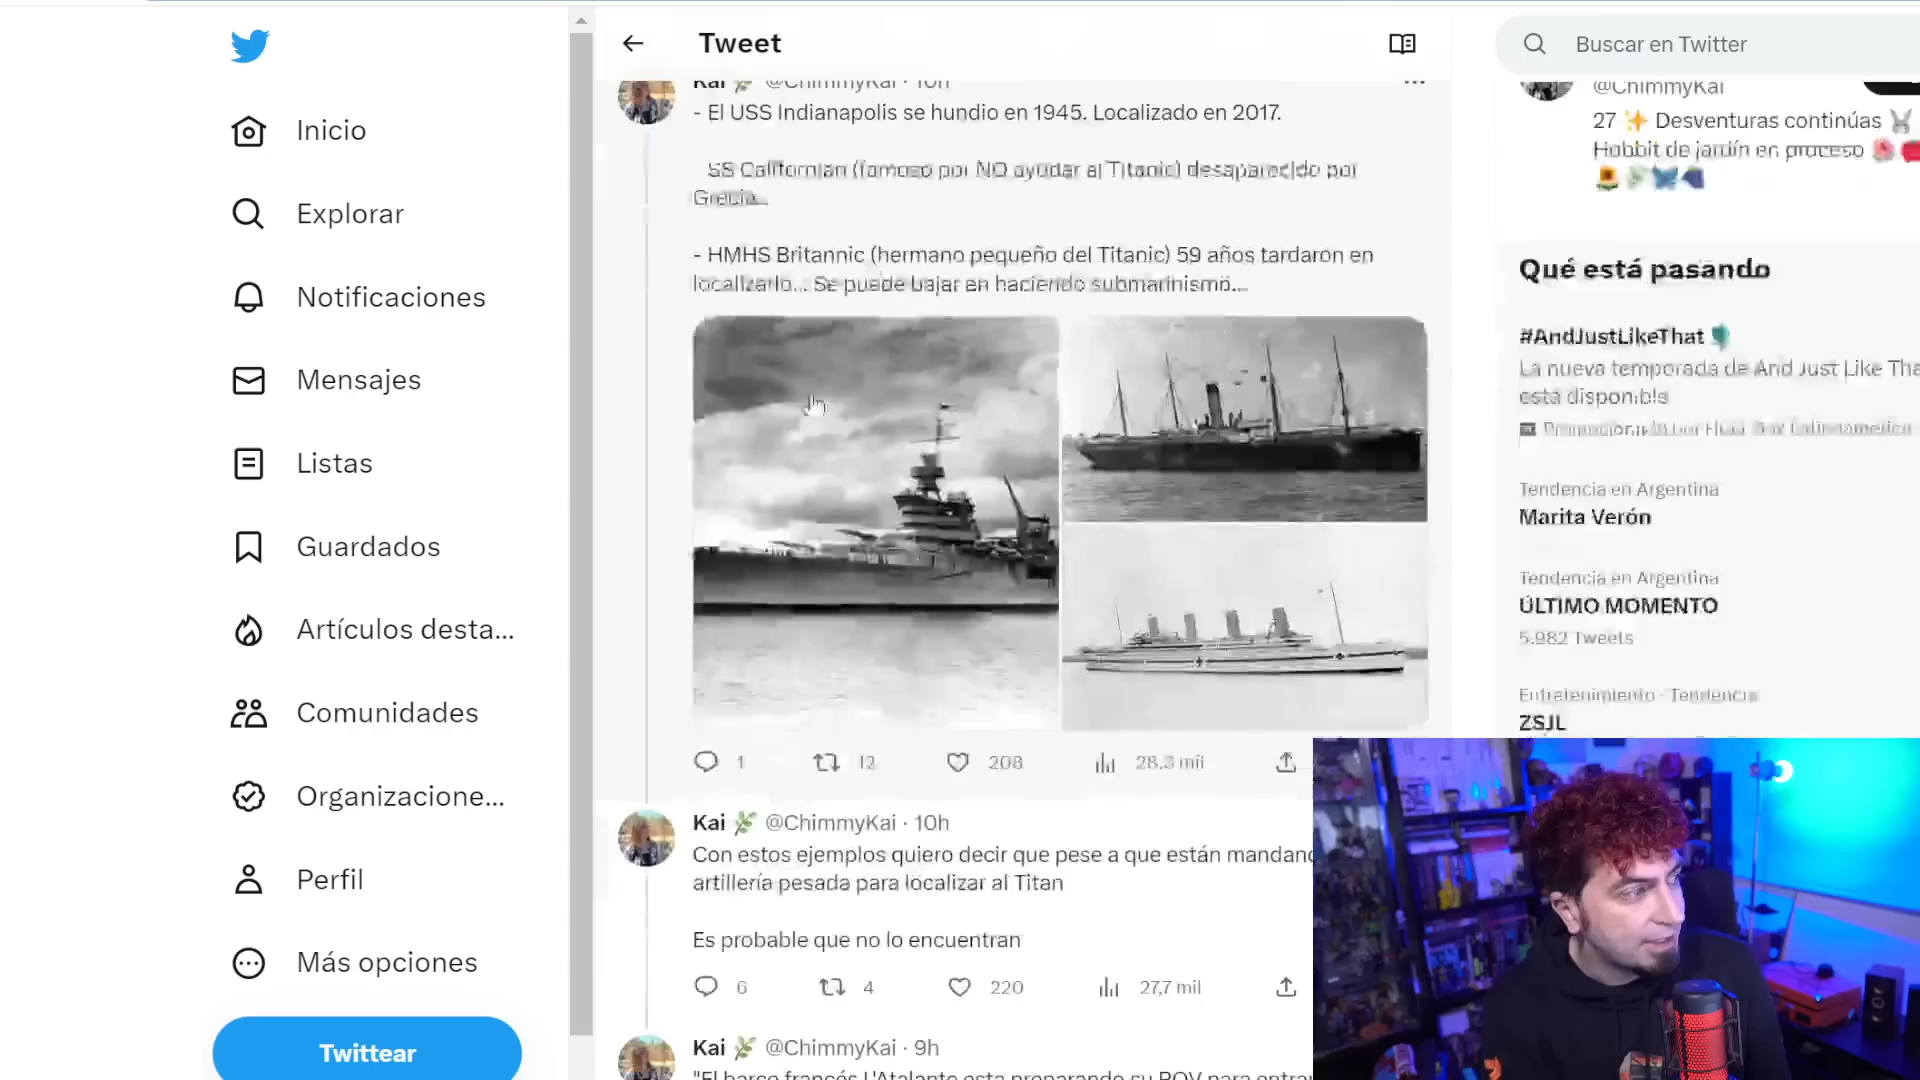 Tweet
Buscar en Twitter
Inicio
Explorar
Notificaciones
Mensajes
Listas
Guardados
Artículos desta...
Comunidades
Organizacione...
Perfil
Más opciones
Twittear
Kai @ChimmyKai · 10h
- El USS Indianapolis se hundio en 1945. Localizado en 2017.
SS Californian (famoso por NO ayudar al Titanic) desaparecido por
Grecia...
- HMHS Britannic (hermano pequeño del Titanic) 59 años tardaron en
localizarlo... Se puede bajar en haciendo submarinismo...
1 12 208 28.3 mil
Kai @ChimmyKai · 10h
Con estos ejemplos quiero decir que pese a que están mandand
artillería pesada para localizar al Titan
Es probable que no lo encuentran
6 4 220 27,7 mil
Kai @ChimmyKai · 9h
"El barco francés L'Atalante esta preparando su ROV para entra
@ChimmyKai
27 Desventuras continúas
Hobbit de jardín en proceso
Qué está pasando
#AndJustLikeThat
La nueva temporada de And Just Like Tha
está disponible
Tendencia en Argentina
Marita Verón
Tendencia en Argentina
ÚLTIMO MOMENTO
5.982 Tweets
Entretenimiento · Tendencia
ZSJL